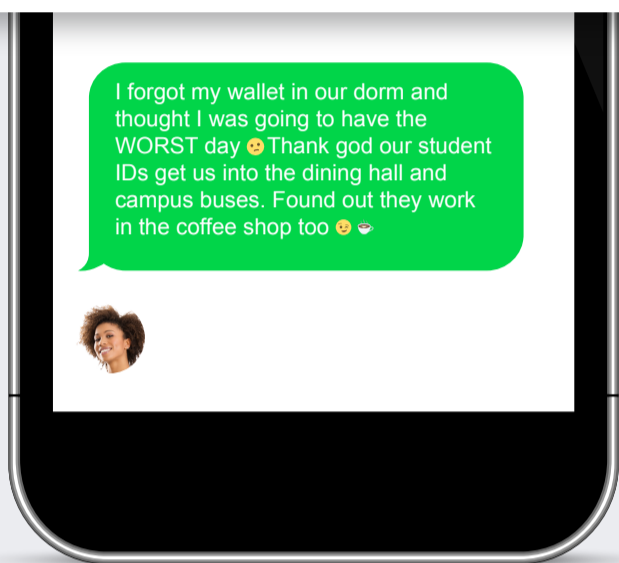 I forgot my wallet in our dorm and
thought I was going to have the
WORST day 😕 Thank god our student
IDs get us into the dining hall and
campus buses. Found out they work
in the coffee shop too 😉 ☕